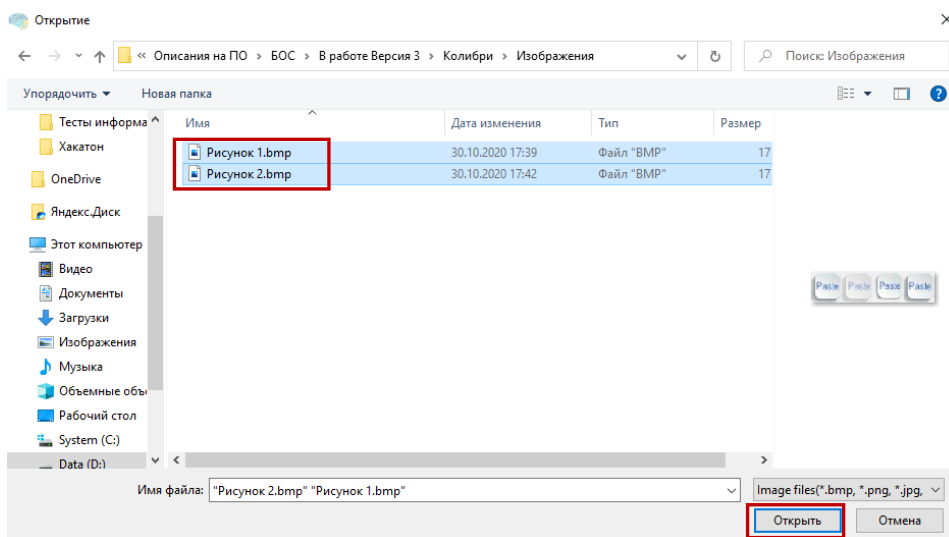 Открытие
« Описания на ПО > БОС > В работе Версия 3 > Колибри > Изображения
Поиск: Изображения
Упорядочить
Новая папка
Тесты информа
Хакатон
OneDrive
Яндекс.Диск
Этот компьютер
Видео
Документы
Загрузки
Изображения
Музыка
Объемные объ
Рабочий стол
System (C:)
Data (D:)
Имя Дата изменения Тип Размер
Рисунок 1.bmp 30.10.2020 17:39 Файл "BMP" 17
Рисунок 2.bmp 30.10.2020 17:42 Файл "BMP" 17
Paste Paste Paste Paste
Имя файла: "Рисунок 2.bmp" "Рисунок 1.bmp"
Image files(*.bmp, *.png, *.jpg,
Открыть Отмена